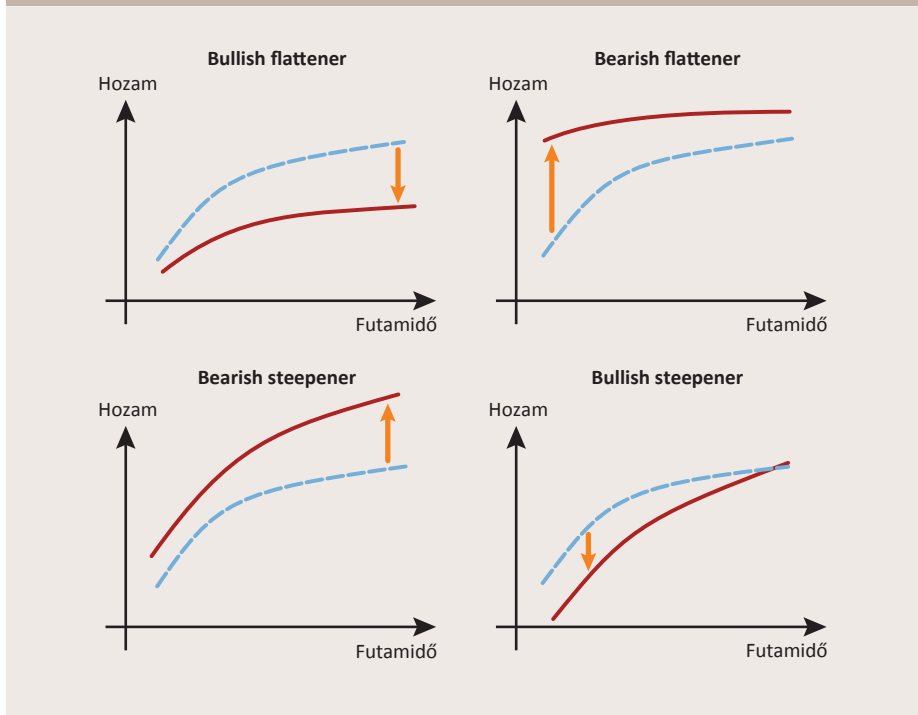 Bullish flattener
Hozam
Futamidő
Bearish flattener
Hozam
Futamidő
Bearish steepener
Hozam
Futamidő
Bullish steepener
Hozam
Futamidő